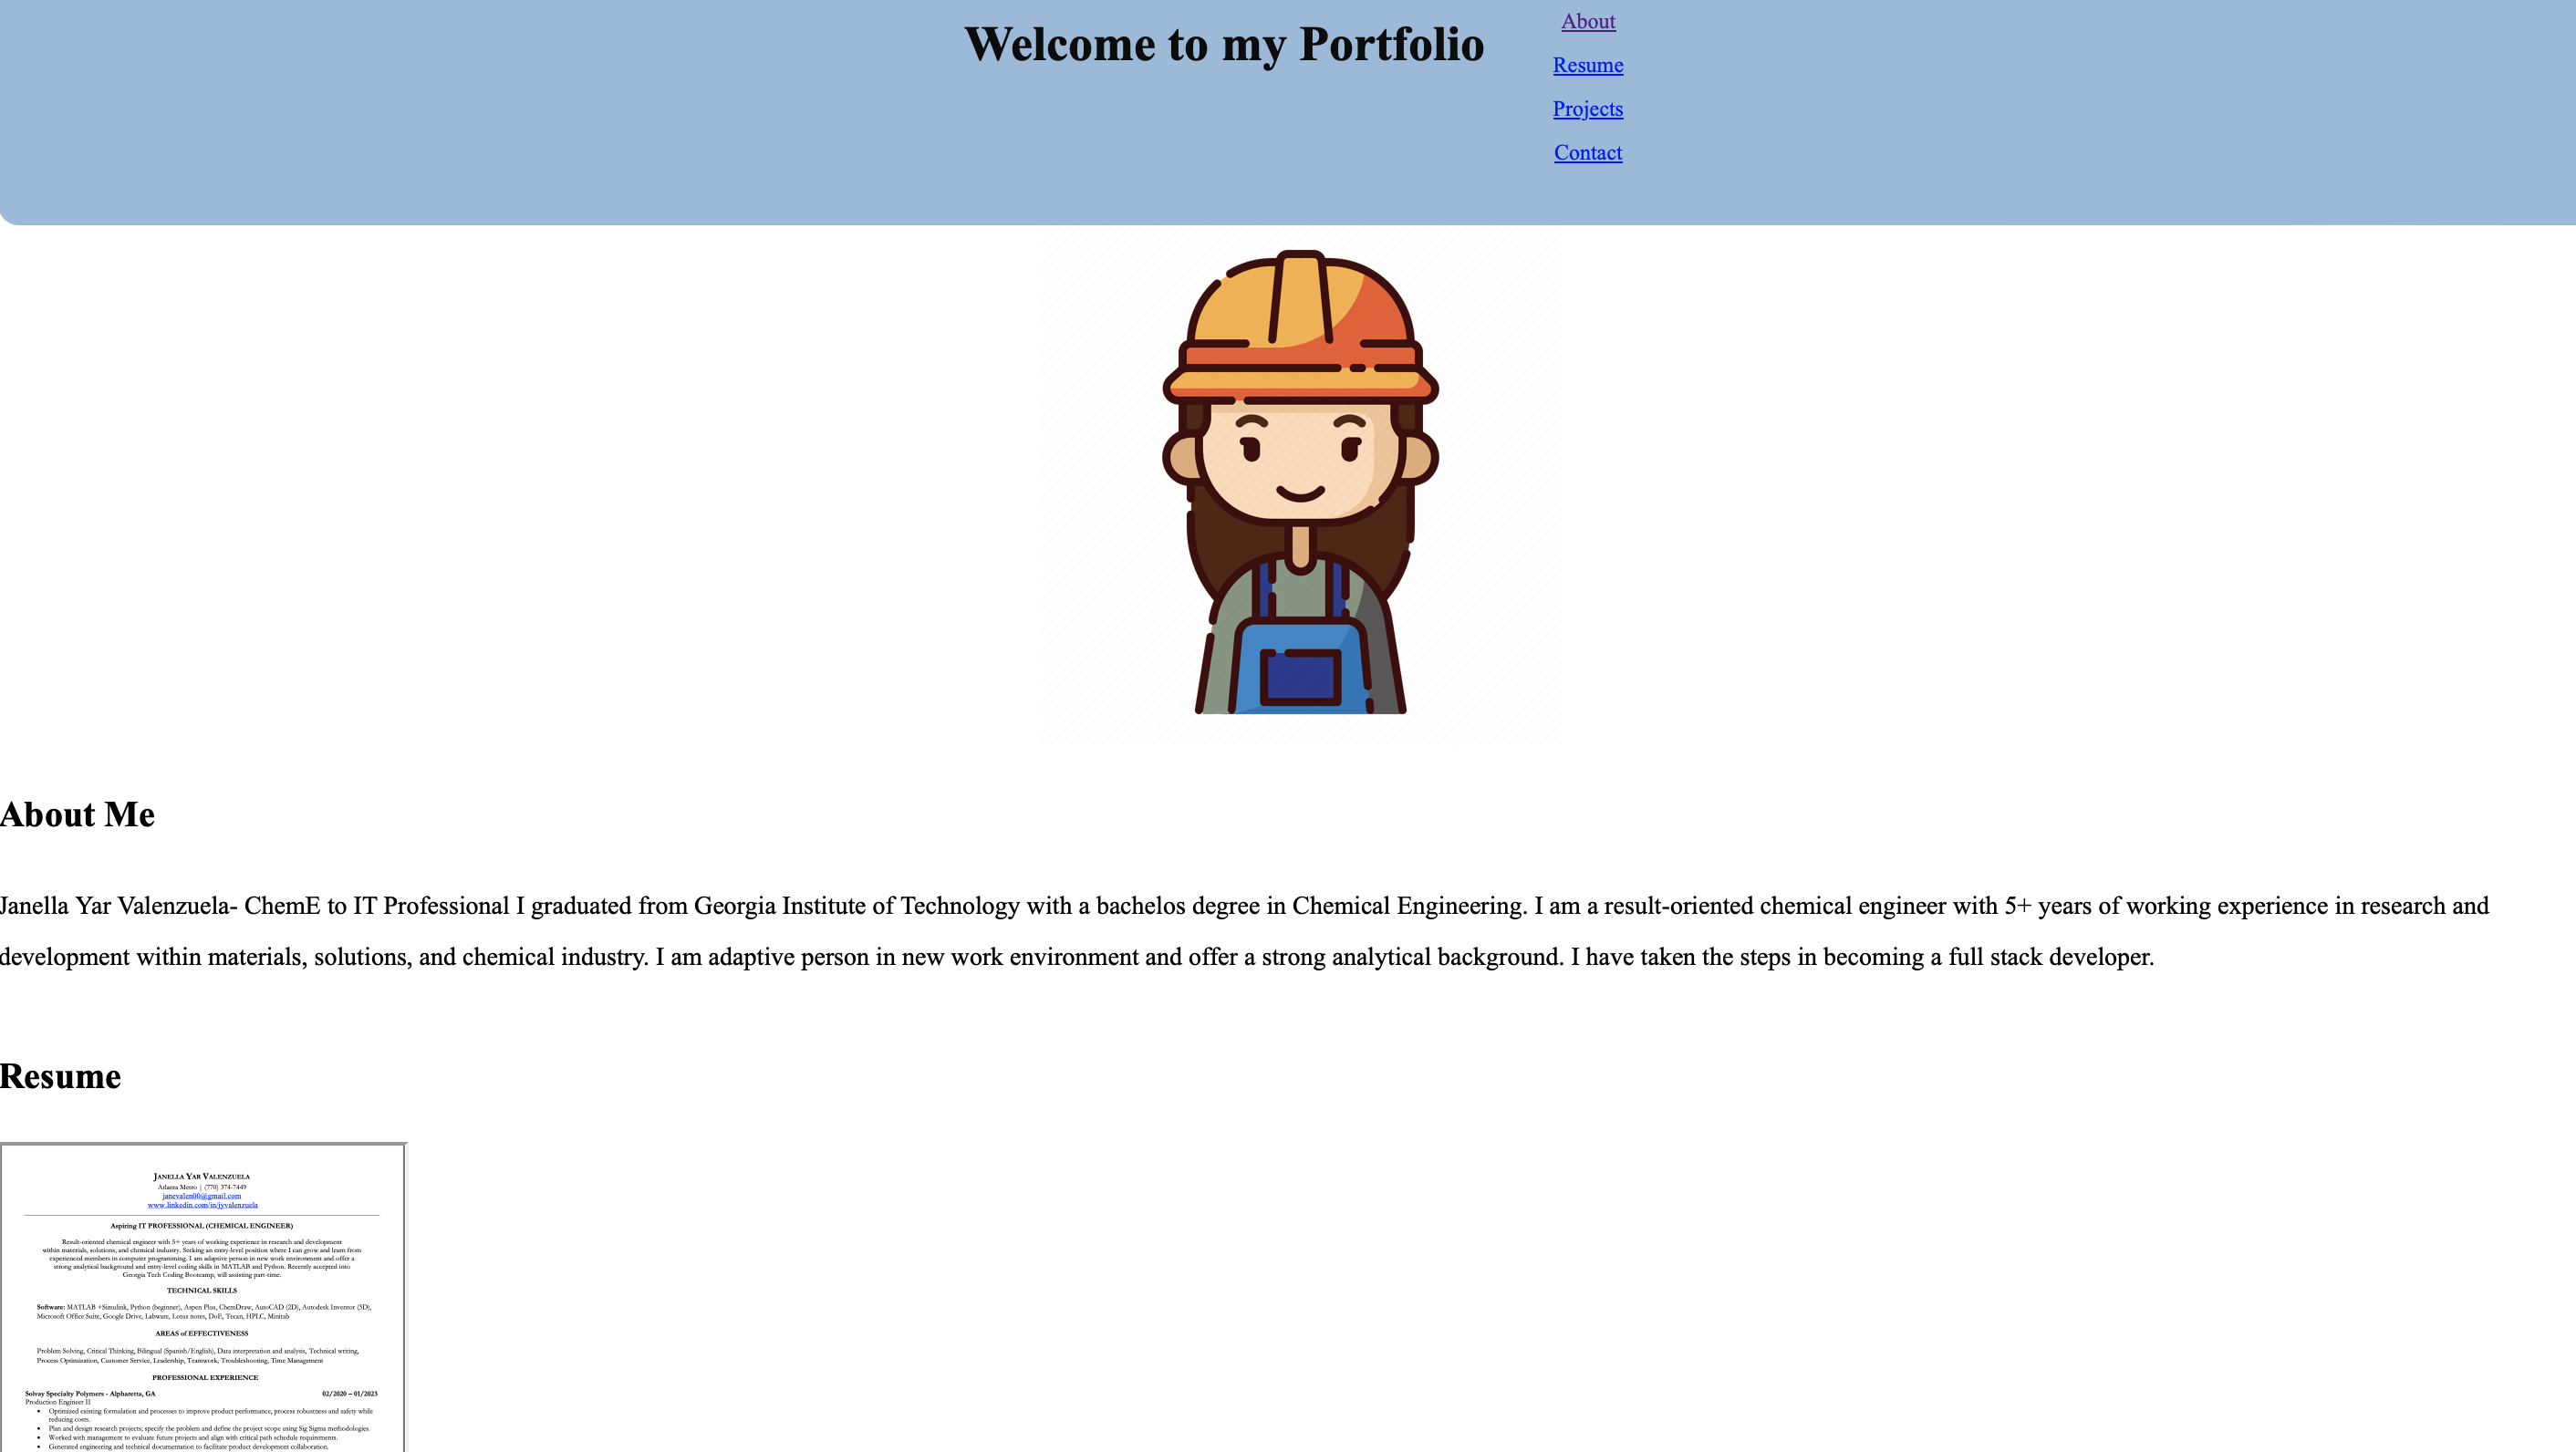 Welcome to my Portfolio
About
Resume
Projects
Contact
About Me
Janella Yar Valenzuela- ChemE to IT Professional I graduated from Georgia Institute of Technology with a bachelos degree in Chemical Engineering. I am a result-oriented chemical engineer with 5+ years of working experience in research and
development within materials, solutions, and chemical industry. I am adaptive person in new work environment and offer a strong analytical background. I have taken the steps in becoming a full stack developer.
Resume
JANELLA YAR VALENZUELA
Atlanta Metro | (770) 374-7449
janevalen00@gmail.com
www.linkedin.com/in/jyvalenzuela
Aspiring IT PROFESSIONAL (CHEMICAL ENGINEER)
Result-oriented chemical engineer with 5+ years of working experience in research and development
within materials, solutions, and chemical industry. Seeking an entry-level position where I can grow and learn from
experienced members in computer programming. I am adaptive person in new work environment and offer a
strong analytical background and entry-level coding skills in MATLAB and Python. Recently accepted into
Georgia Tech Coding Bootcamp, will assisting part-time.
TECHNICAL SKILLS
Software: MATLAB +Simulink, Python (beginner), Aspen Plus, ChemDraw, AutoCAD (2D), Autodesk Inventor (3D),
Microsoft Office Suite, Google Drive, Labware, Lotus notes, DoE, Tecan, HPLC, Minitab
AREAS of EFFECTIVENESS
Problem Solving, Critical Thinking, Bilingual (Spanish/English), Data interpretation and analysis, Technical writing,
Process Optimization, Customer Service, Leadership, Teamwork, Troubleshooting, Time Management
PROFESSIONAL EXPERIENCE
Solvay Specialty Polymers - Alpharetta, GA 02/2020 – 01/2023
Production Engineer II
• Optimized existing formulation and processes to improve product performance, process robustness and safety while
reducing costs.
• Plan and design research projects; specify the problem and define the project scope using Sig Sigma methodologies.
• Worked with management to evaluate future projects and align with critical path schedule requirements.
• Generated engineering and technical documentation to facilitate product development collaboration.